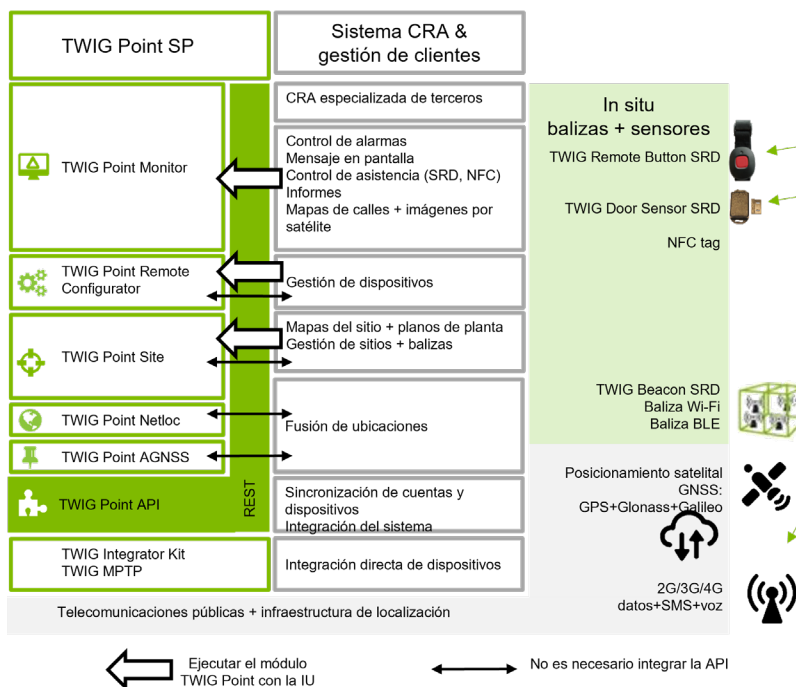 TWIG Point SP
Sistema CRA &
gestión de clientes
TWIG Point Monitor
CRA especializada de terceros
Control de alarmas
Mensaje en pantalla
Control de asistencia (SRD, NFC)
Informes
Mapas de calles + imágenes por
satélite
TWIG Point Remote
Configurator
Gestión de dispositivos
TWIG Point Site
Mapas del sitio + planos de planta
Gestión de sitios + balizas
TWIG Point Netloc
Fusión de ubicaciones
TWIG Point AGNSS
TWIG Point API
REST
Sincronización de cuentas y
dispositivos
Integración del sistema
TWIG Integrator Kit
TWIG MPTP
Integración directa de dispositivos
In situ
balizas + sensores
TWIG Remote Button SRD
TWIG Door Sensor SRD
NFC tag
TWIG Beacon SRD
Baliza Wi-Fi
Baliza BLE
Posicionamiento satelital
GNSS:
GPS+Glonass+Galileo
2G/3G/4G
datos+SMS+voz
Telecomunicaciones públicas + infraestructura de localización
Ejecutar el módulo
TWIG Point con la IU
No es necesario integrar la API